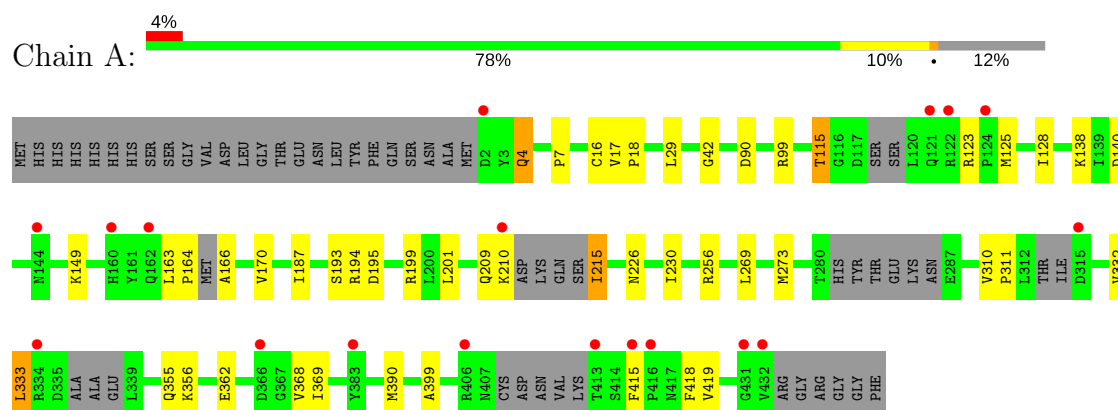 4%
Chain A:
78% 10% • 12%
MET HIS HIS HIS HIS HIS HIS SER SER GLY VAL ASP LEU GLY THR GLU ASN LEU TYR PHE GLN SER ASN ALA MET D2 Y3 Q4 P7 C16 V17 P18 L29 G42 D90 R99 T115 G116 D117 SER SER L120 Q121 R122 R123 P124 M125 I128 K138 I139 D140
N144 K149 H160 Y161 Q162 L163 P164 MET A166 V170 I187 S193 R194 D195 R199 L200 L201 Q209 K210 ASP LYS GLN SER I215 N226 I230 R256 L269 M273 T280 HIS TYR THR GLU LYS ASN E287 V310 P311 L312 THR ILE D315 V332
L333 R334 D335 ALA ALA GLU L339 Q355 K356 E362 D366 G367 V368 I369 Y383 M390 A399 R406 N407 CYS ASP ASN VAL LYS T413 S414 F415 P416 N417 F418 V419 G431 V432 ARG GLY ARG GLY GLY PHE